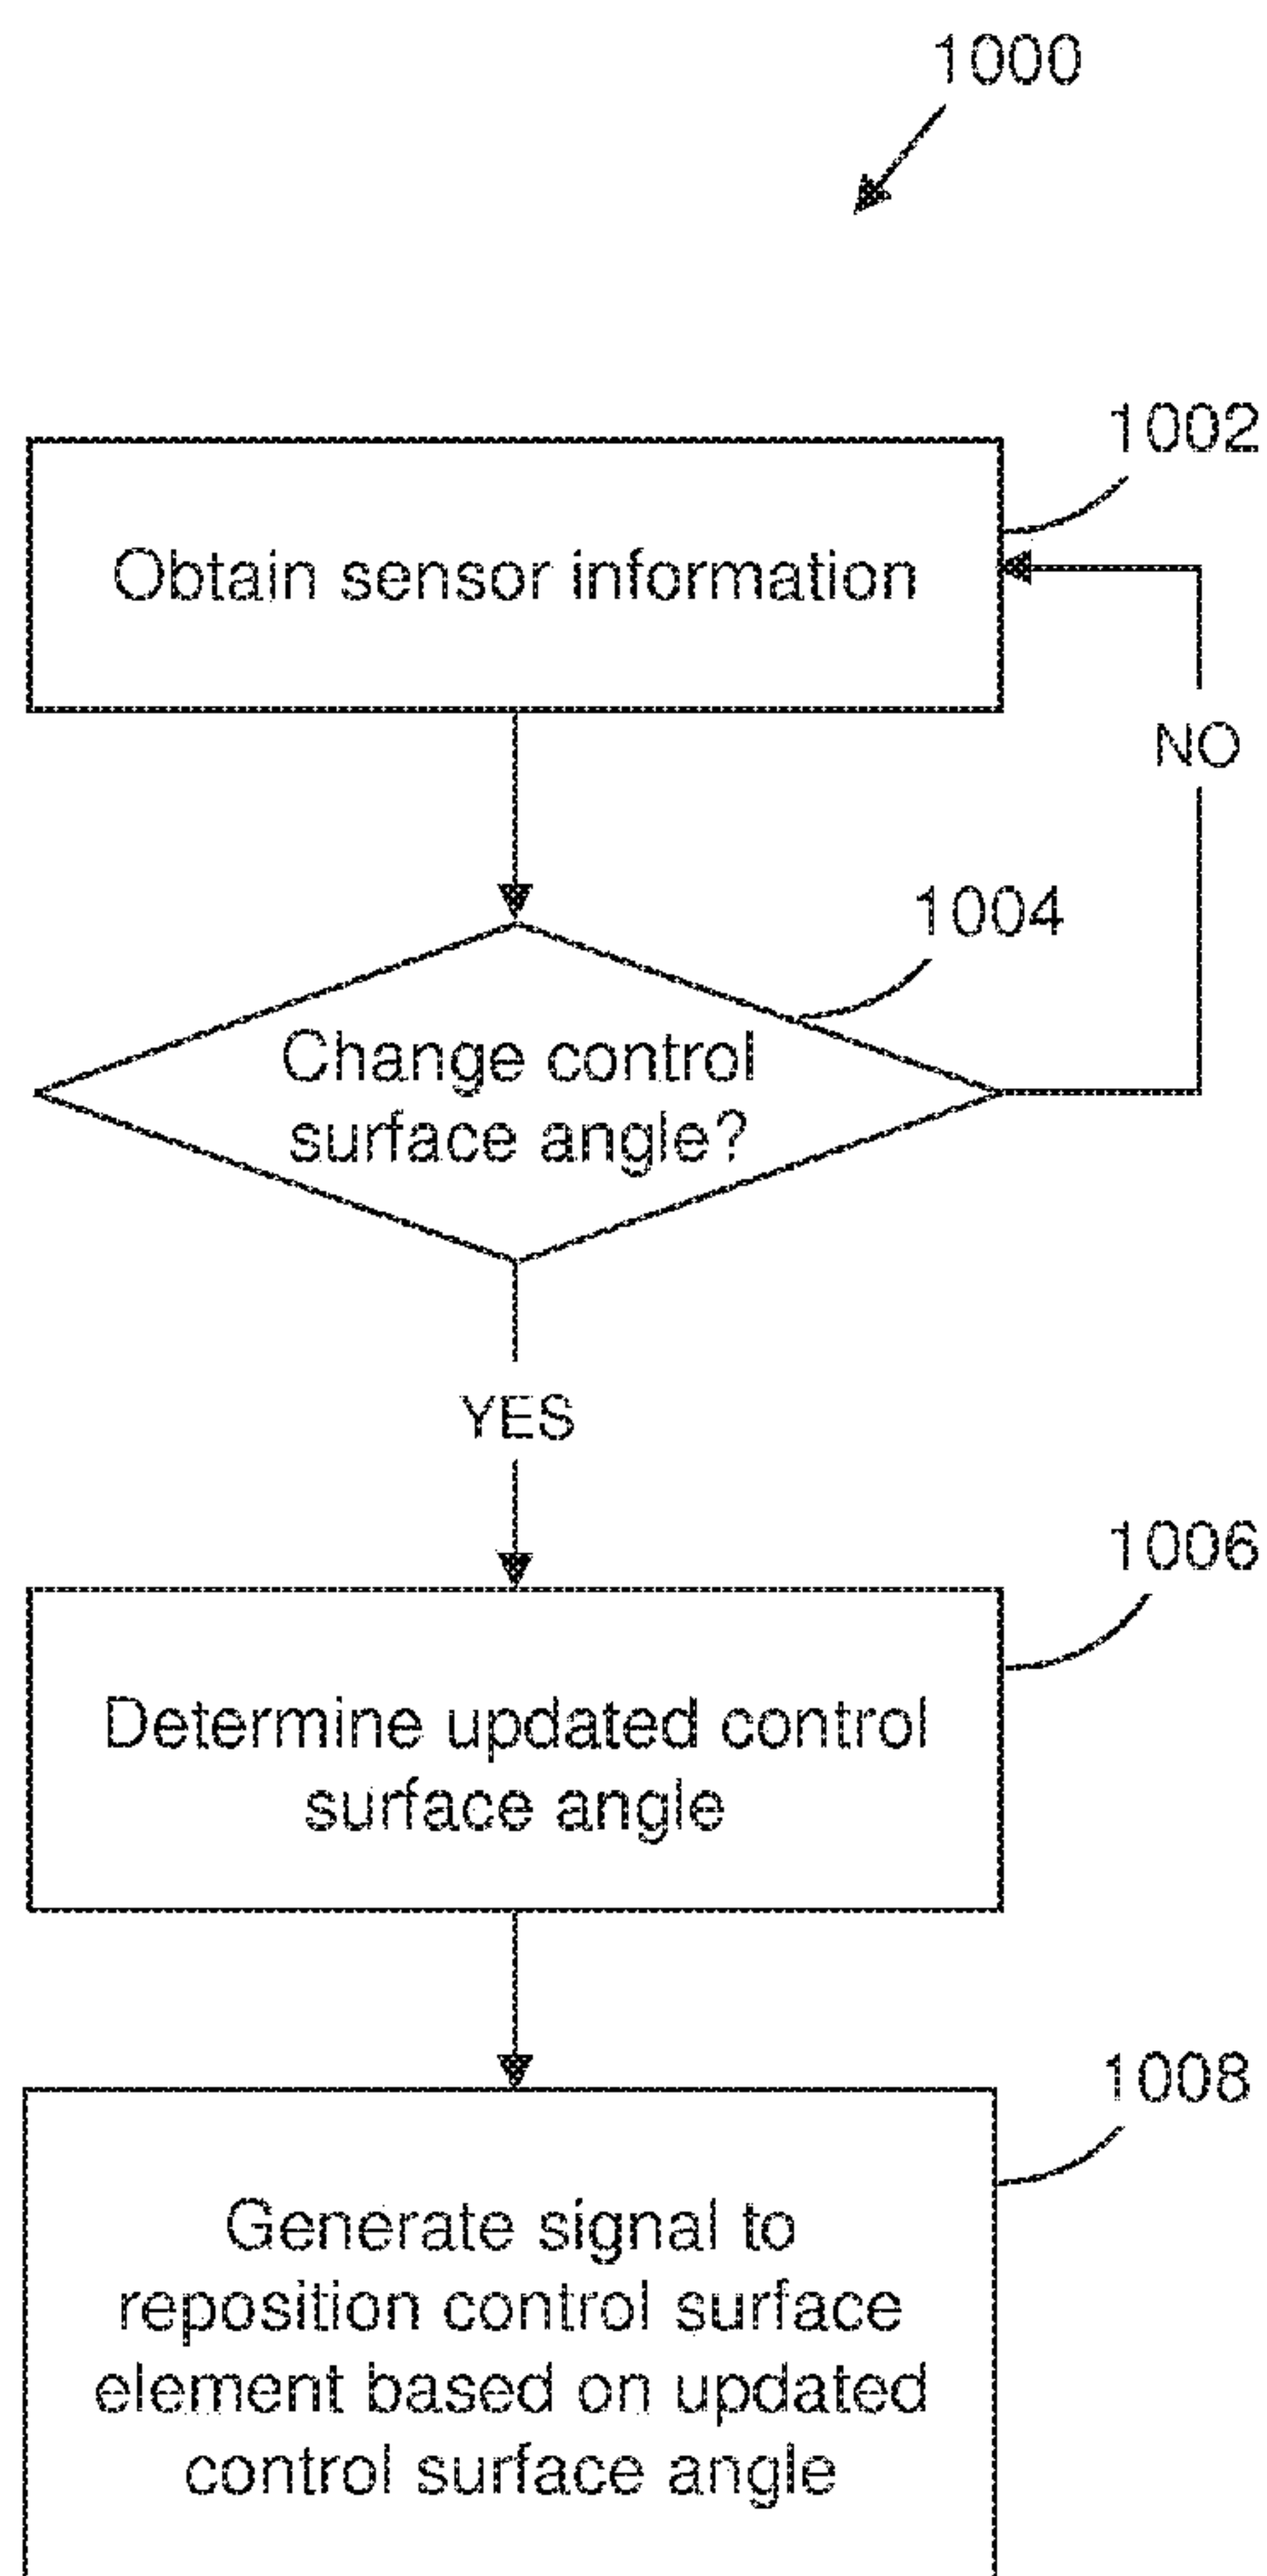 1000
1002
Obtain sensor information
NO
1004
Change control
surface angle?
YES
1006
Determine updated control
surface angle
1008
Generate signal to
reposition control surface
element based on updated
control surface angle